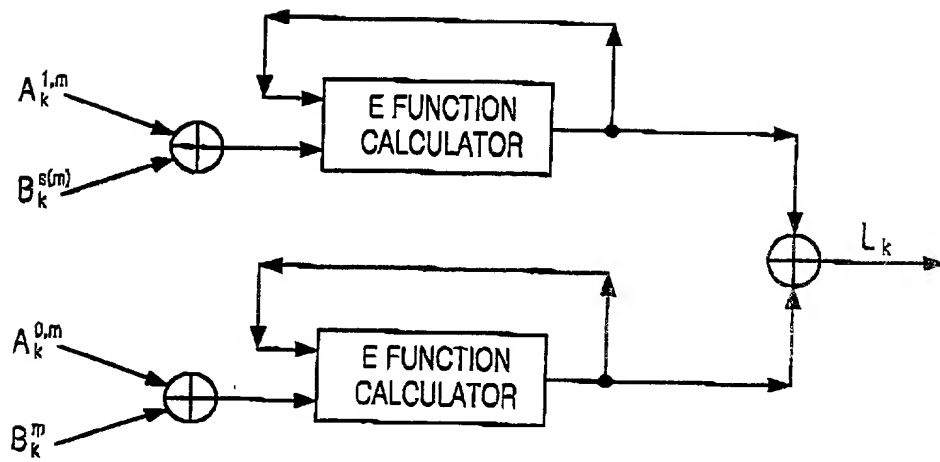 A_k^{1,m}
E FUNCTION
CALCULATOR
B_k^{s(m)}
L_k
A_k^{0,m}
E FUNCTION
CALCULATOR
B_k^m